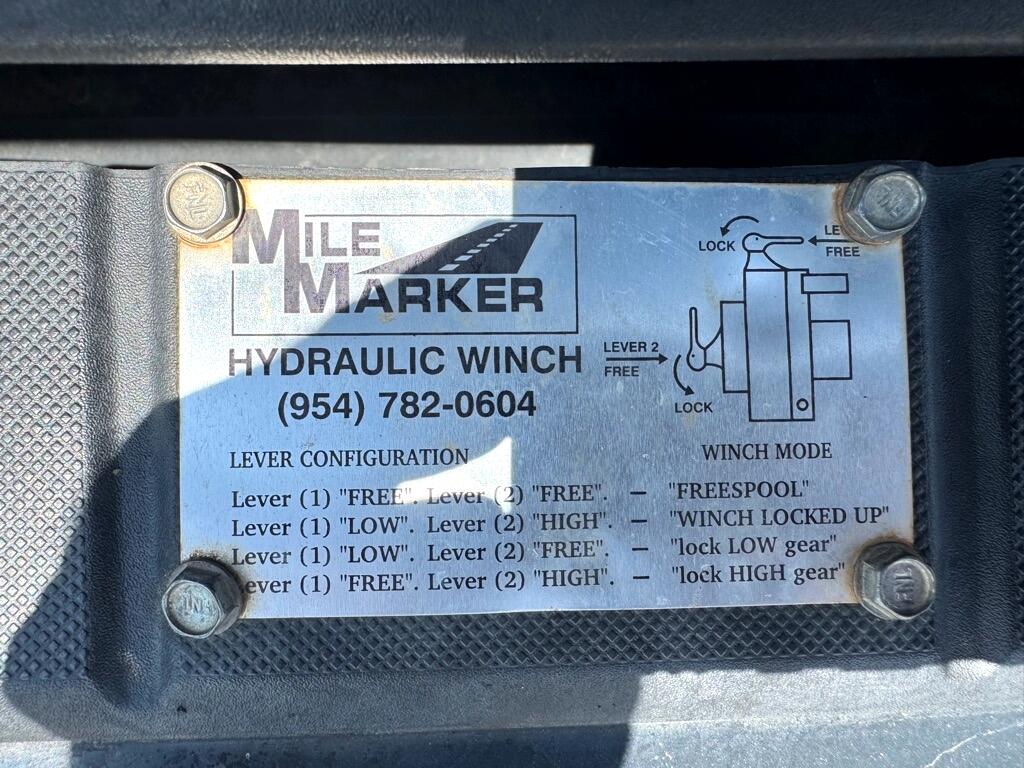 MILE
MARKER
HYDRAULIC WINCH
(954) 782-0604
LOCK
FREE
LEVER 2
FREE
LOCK
LEVER CONFIGURATION WINCH MODE
Lever (1) "FREE". Lever (2) "FREE". – "FREESPOOL"
Lever (1) "LOW". Lever (2) "HIGH". – "WINCH LOCKED UP"
Lever (1) "LOW". Lever (2) "FREE". – "lock LOW gear"
ever (1) "FREE". Lever (2) "HIGH". – "lock HIGH gear"